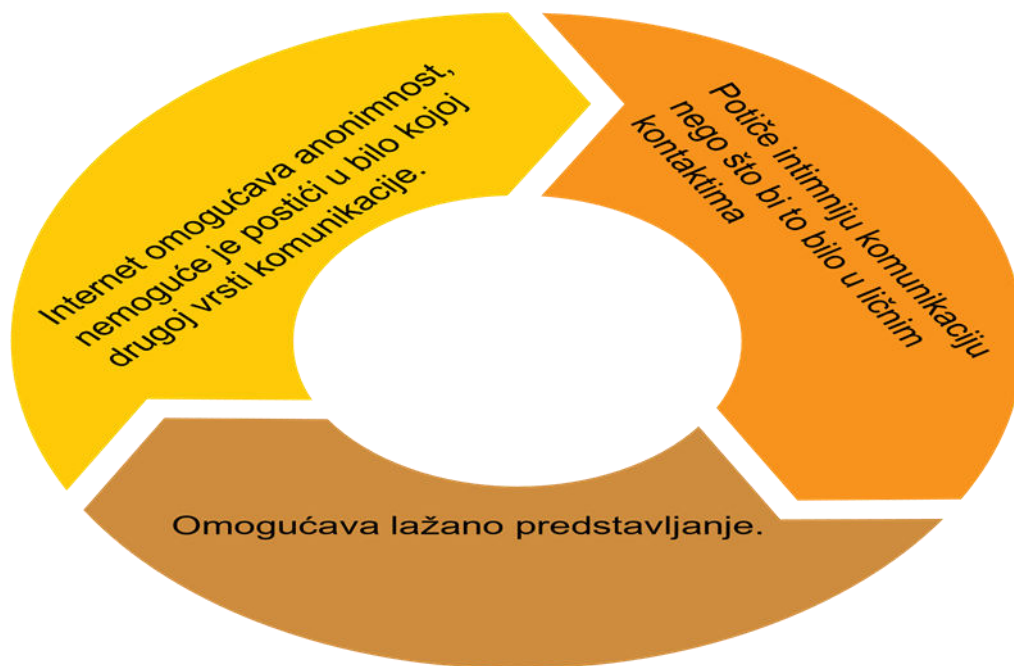 Internet omogućava anonimnost,
nemoguće je postići u bilo kojoj
drugoj vrsti komunikacije.
Potiče intimniju komunikaciju
nego što bi to bilo u ličnim
kontaktima
Omogućava lažano predstavljanje.